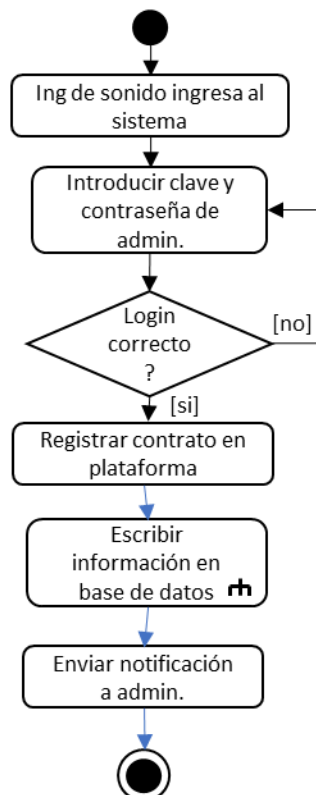 Ing de sonido ingresa al
sistema
Introducir clave y
contraseña de
admin.
Login
correcto
?
[no]
[si]
Registrar contrato en
plataforma
Escribir
información en
base de datos
Enviar notificación
a admin.